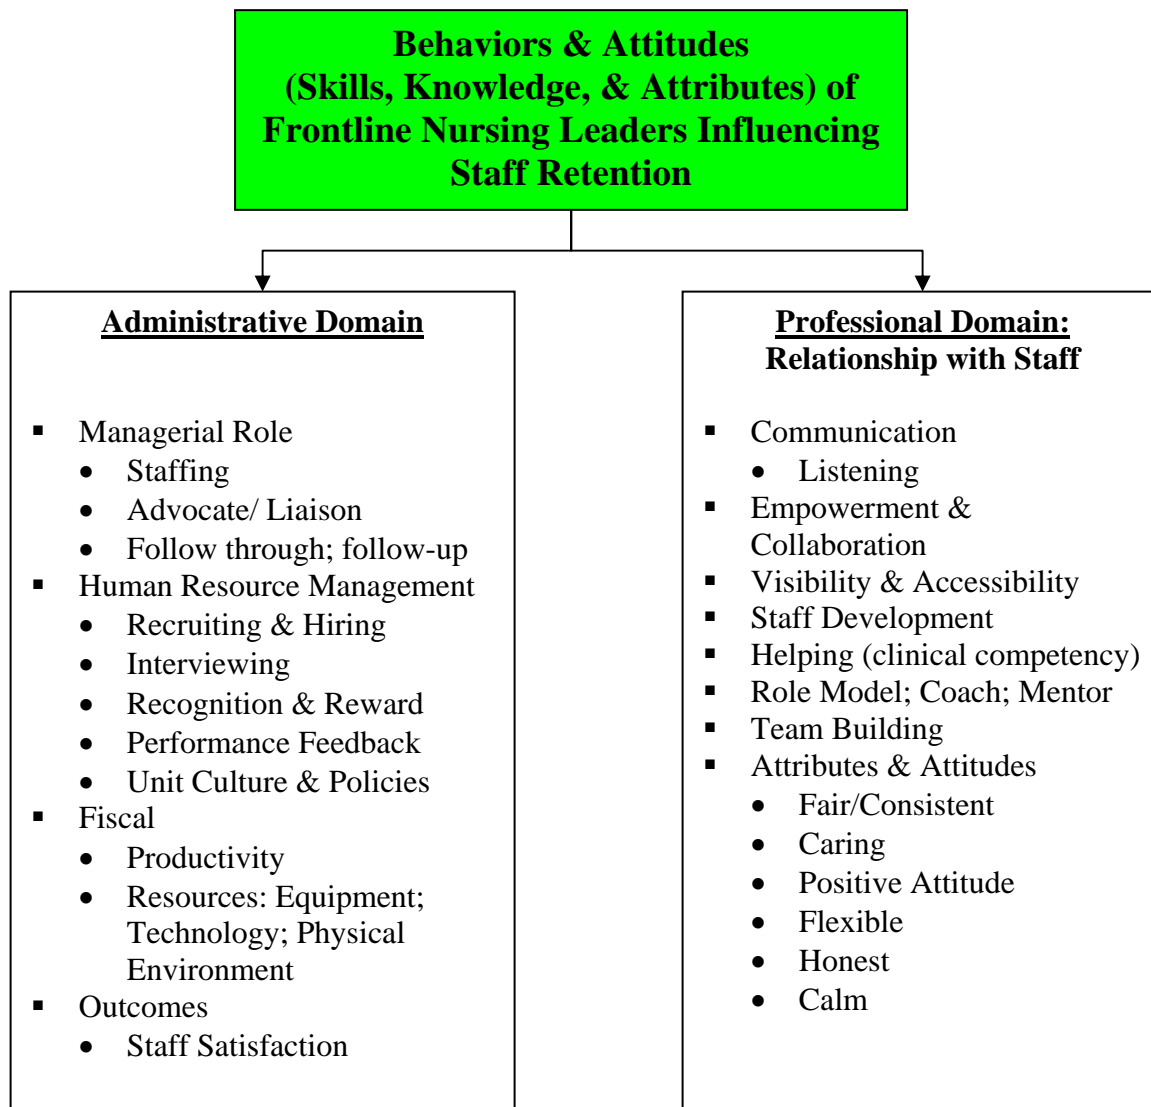 Behaviors & Attitudes
(Skills, Knowledge, & Attributes) of
Frontline Nursing Leaders Influencing
Staff Retention
Administrative Domain
▪ Managerial Role
• Staffing
• Advocate/ Liaison
• Follow through; follow-up
▪ Human Resource Management
• Recruiting & Hiring
• Interviewing
• Recognition & Reward
• Performance Feedback
• Unit Culture & Policies
▪ Fiscal
• Productivity
• Resources: Equipment;
Technology; Physical
Environment
▪ Outcomes
• Staff Satisfaction
Professional Domain:
Relationship with Staff
▪ Communication
• Listening
▪ Empowerment &
Collaboration
▪ Visibility & Accessibility
▪ Staff Development
▪ Helping (clinical competency)
▪ Role Model; Coach; Mentor
▪ Team Building
▪ Attributes & Attitudes
• Fair/Consistent
• Caring
• Positive Attitude
• Flexible
• Honest
• Calm